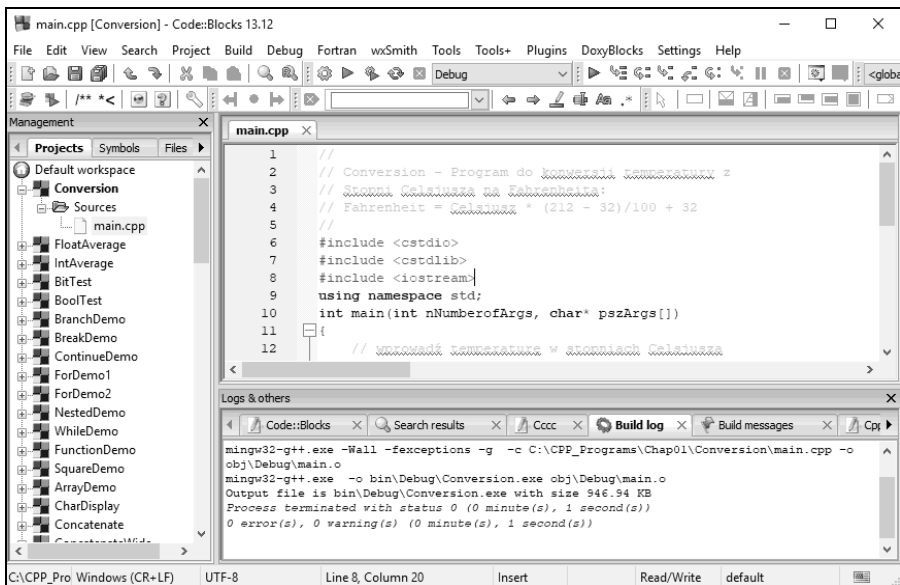 main.cpp [Conversion] - Code::Blocks 13.12
File Edit View Search Project Build Debug Fortran wxSmith Tools Tools+ Plugins DoxyBlocks Settings Help
Debug
<globa
/** *<
.*
Management
Projects Symbols Files
Default workspace
Conversion
Sources
main.cpp
FloatAverage
IntAverage
BitTest
BoolTest
BranchDemo
BreakDemo
ContinueDemo
ForDemo1
ForDemo2
NestedDemo
WhileDemo
FunctionDemo
SquareDemo
ArrayDemo
CharDisplay
Concatenate
main.cpp
1 //
2 // Conversion - Program do konwersji temperatury z
3 // Stopni Celsjusza na Fahrenheita:
4 // Fahrenheit = Celsjusz * (212 - 32)/100 + 32
5 //
6 #include <cstdio>
7 #include <cstdlib>
8 #include <iostream>
9 using namespace std;
10 int main(int nNumberofArgs, char* pszArgs[])
11 {
12 // wprowadź temperaturę w stopniach Celsjusza
Logs & others
Code::Blocks Search results Cccc Build log Build messages
mingw32-g++.exe -Wall -fexceptions -g -c C:\CPP_Programs\Chap01\Conversion\main.cpp -o
obj\Debug\main.o
mingw32-g++.exe -o bin\Debug\Conversion.exe obj\Debug\main.o
Output file is bin\Debug\Conversion.exe with size 946.94 KB
Process terminated with status 0 (0 minute(s), 1 second(s))
0 error(s), 0 warning(s) (0 minute(s), 1 second(s))
C:\CPP_Pro Windows (CR+LF) UTF-8 Line 8, Column 20 Insert Read/Write default